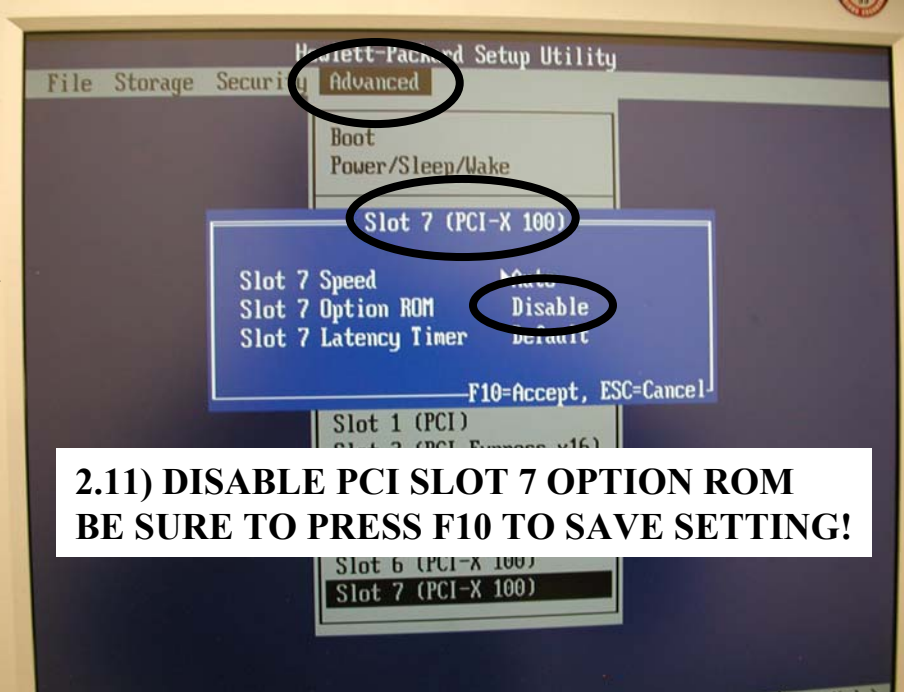 Hewlett-Packard Setup Utility
File Storage Security Advanced
Boot
Power/Sleep/Wake
Slot 7 (PCI-X 100)
Slot 7 Speed Auto
Slot 7 Option ROM Disable
Slot 7 Latency Timer Default
F10=Accept, ESC=Cancel
Slot 1 (PCI)
2.11) DISABLE PCI SLOT 7 OPTION ROM
BE SURE TO PRESS F10 TO SAVE SETTING!
Slot 6 (PCI-X 100)
Slot 7 (PCI-X 100)